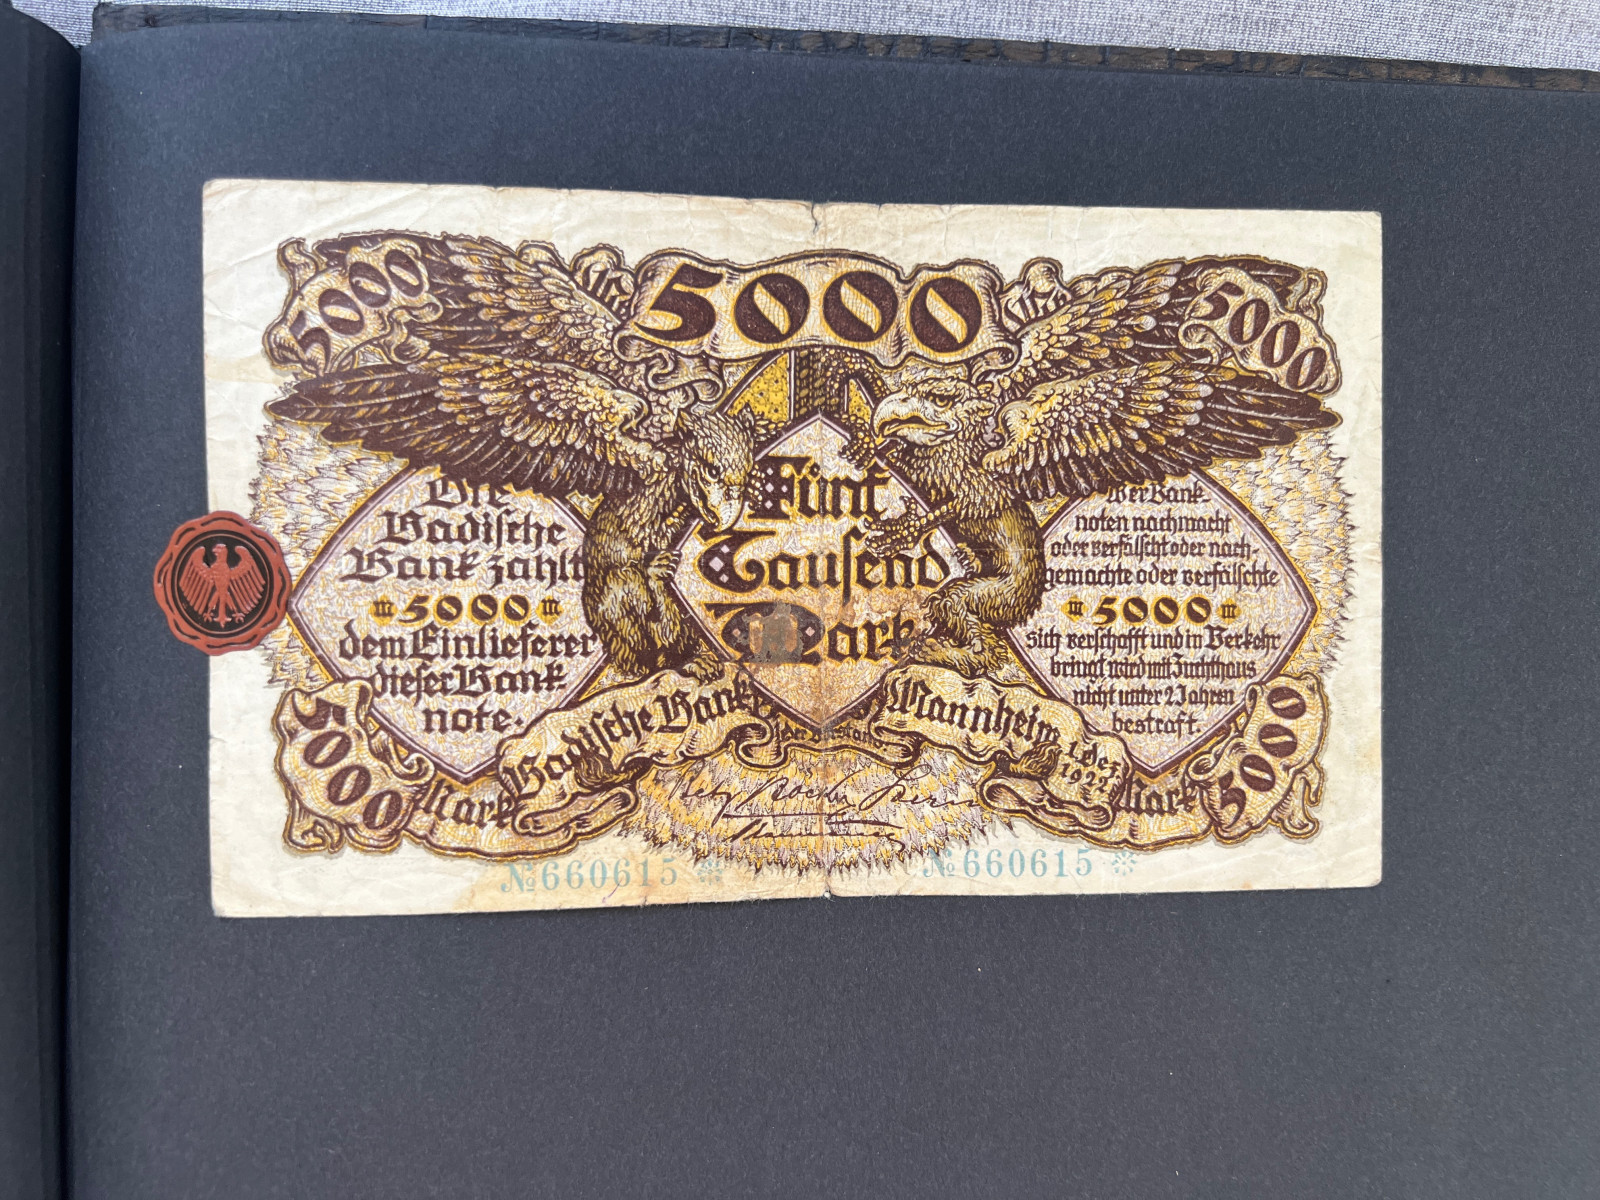 5000
5000
5000
Die
Badische
Bank zahlt
m 5000 m
dem Einlieferer
dieser Bank-
note.
Fünf
Tausend
Mark
Wer Bank-
noten nachmacht
oder verfälscht oder nach-
gemachte oder verfälschte
m 5000 m
sich verschafft und in Verkehr
bringt wird mit Zuchthaus
nicht unter 2 Jahren
bestraft.
Badische Bank
Mannheim
1. Dez.
1922
Der Vorstand
5000
Mark
Mark
5000
№ 660615 *
№ 660615 *